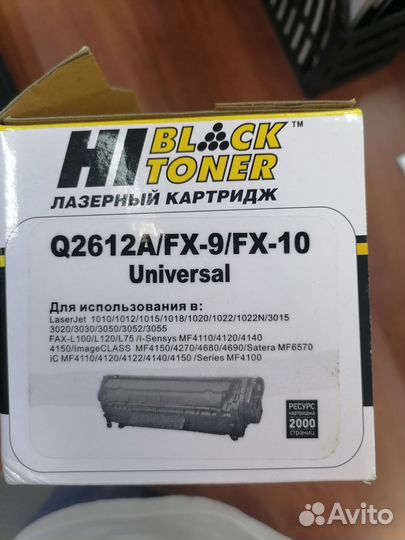 HI BLACK TONER™
ЛАЗЕРНЫЙ КАРТРИДЖ
Q2612A/FX-9/FX-10
Universal
Для использования в:
LaserJet 1010/1012/1015/1018/1020/1022/1022N/3015
3020/3030/3050/3052/3055
FAX-L100/L120/L75 /I-Sensys MF4110/4120/4140
4150/ImageCLASS MF4150/4270/4680/4690/Satera MF6570
iC MF4110/4120/4122/4140/4150 /Series MF4100
РЕСУРС
картриджа
2000
страниц
Avito